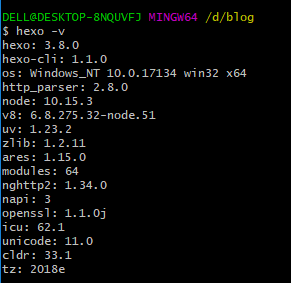 DELL@DESKTOP-8NQUVFJ MINGW64 /d/blog
$ hexo -v
hexo: 3.8.0
hexo-cli: 1.1.0
os: Windows_NT 10.0.17134 win32 x64
http_parser: 2.8.0
node: 10.15.3
v8: 6.8.275.32-node.51
uv: 1.23.2
zlib: 1.2.11
ares: 1.15.0
modules: 64
nghttp2: 1.34.0
napi: 3
openssl: 1.1.0j
icu: 62.1
unicode: 11.0
cldr: 33.1
tz: 2018e